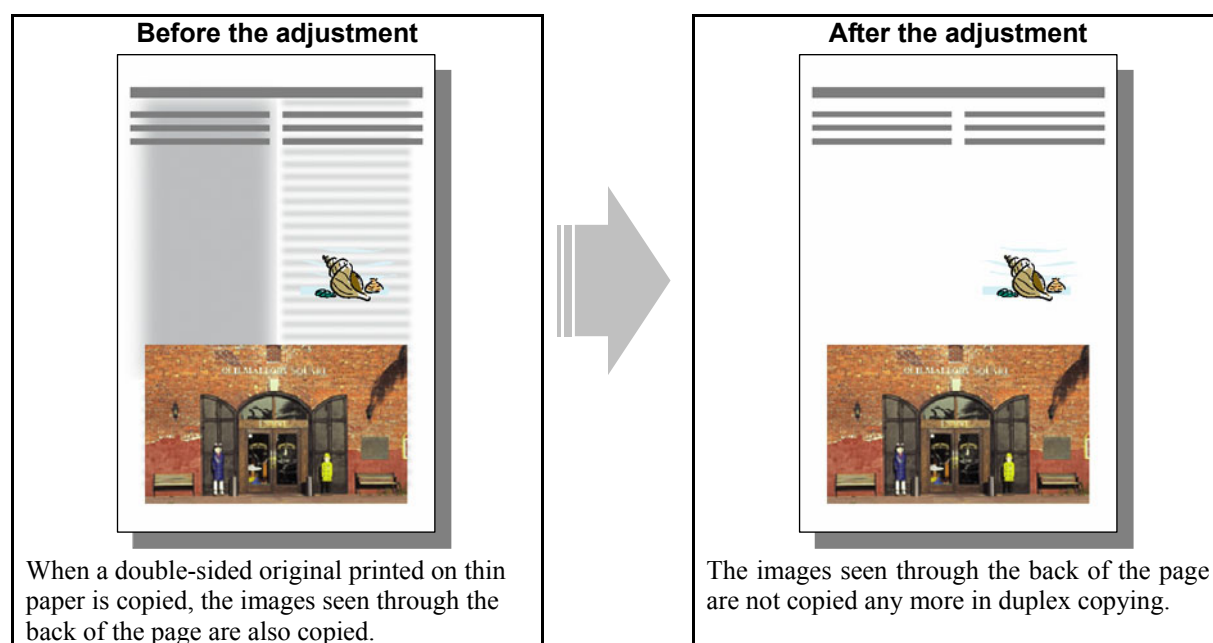 Before the adjustment
When a double-sided original printed on thin
paper is copied, the images seen through the
back of the page are also copied.
After the adjustment
The images seen through the back of the page
are not copied any more in duplex copying.